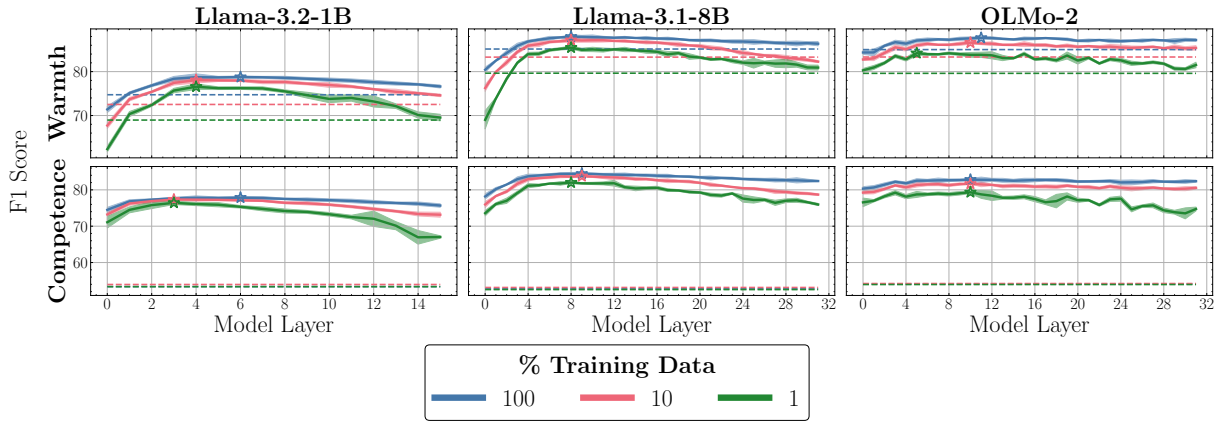 Llama-3.2-1B Llama-3.1-8B OLMo-2
F1 Score
Warmth
80
70
Competence
80
70
60
0 2 4 6 8 10 12 14
0 4 8 12 16 20 24 28 32
0 4 8 12 16 20 24 28 32
Model Layer Model Layer Model Layer
% Training Data
100 10 1